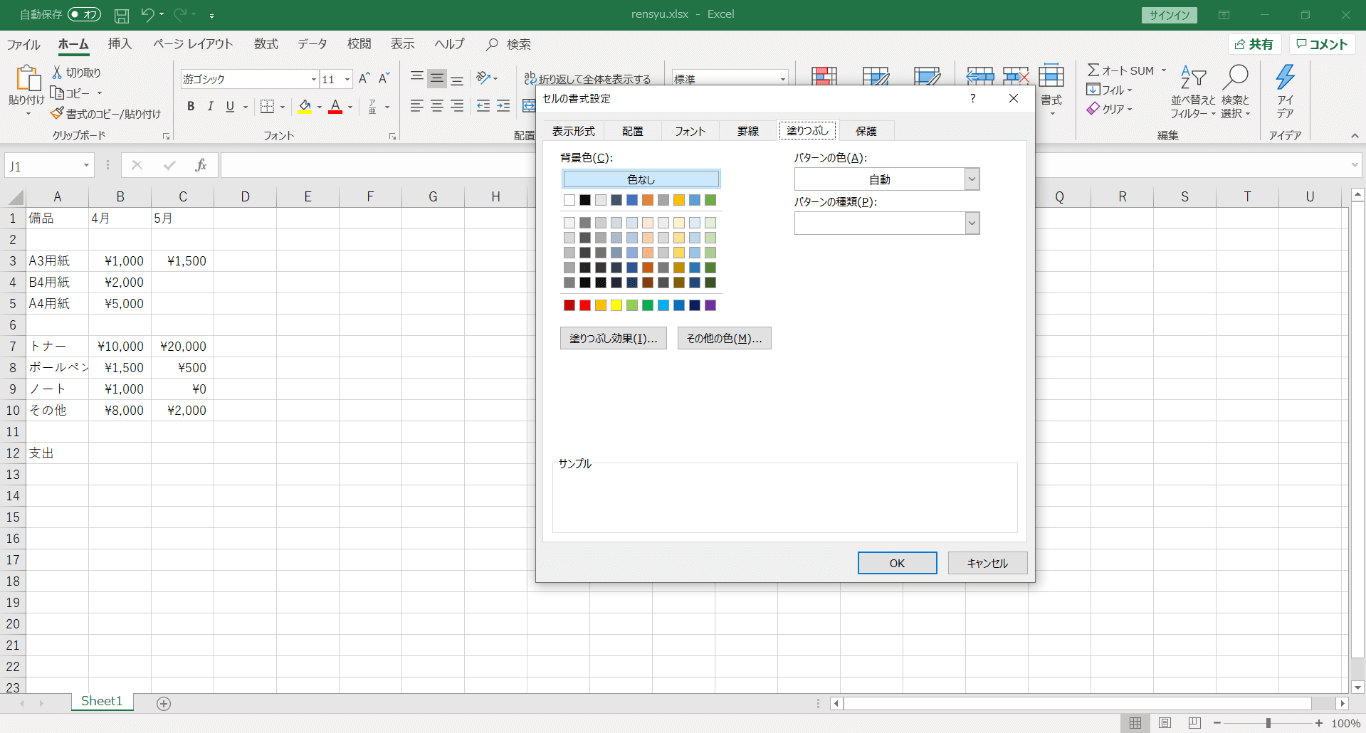 自動保存 オフ rensyu.xlsx - Excel サインイン
ファイル ホーム 挿入 ページ レイアウト 数式 データ 校閲 表示 ヘルプ 検索 共有 コメント
貼り付け 切り取り コピー 書式のコピー/貼り付け
クリップボード
游ゴシック 11 A A
B I U A
フォント
折り返して全体を表示する
配置
標準
書式
オート SUM
フィル
クリア
並べ替えと フィルター
検索と 選択
編集
アイ デア
アイデア
J1 fx
A B C D E F G H Q R S T U
1 備品 4月 5月
2
3 A3用紙 ¥1,000 ¥1,500
4 B4用紙 ¥2,000
5 A4用紙 ¥5,000
6
7 トナー ¥10,000 ¥20,000
8 ボールペン ¥1,500 ¥500
9 ノート ¥1,000 ¥0
10 その他 ¥8,000 ¥2,000
11
12 支出
13
14
15
16
17
18
19
20
21
22
23
セルの書式設定 ?
表示形式 配置 フォント 罫線 塗りつぶし 保護
背景色(C):
色なし
パターンの色(A):
自動
パターンの種類(P):
塗りつぶし効果(I)... その他の色(M)...
サンプル
OK キャンセル
Sheet1
100%